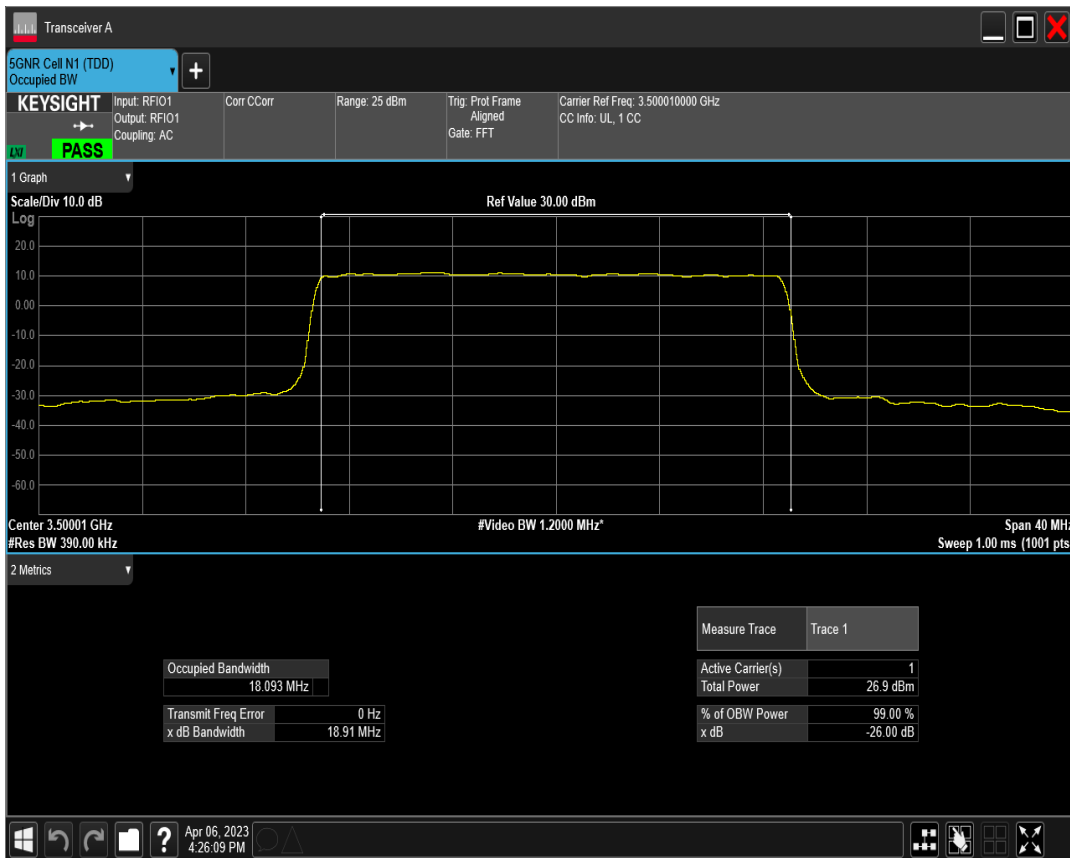 Transceiver A
5GNR Cell N1 (TDD)
Occupied BW
+
KEYSIGHT
LXI
PASS
Input: RFIO1
Output: RFIO1
Coupling: AC
Corr CCorr
Range: 25 dBm
Trig: Prot Frame
Aligned
Gate: FFT
Carrier Ref Freq: 3.500010000 GHz
CC Info: UL, 1 CC
1 Graph
Scale/Div 10.0 dB
Ref Value 30.00 dBm
Log
20.0
10.0
0.00
-10.0
-20.0
-30.0
-40.0
-50.0
-60.0
Center 3.50001 GHz
#Video BW 1.2000 MHz*
Span 40 MHz
#Res BW 390.00 kHz
Sweep 1.00 ms (1001 pts
2 Metrics
Measure Trace Trace 1
Occupied Bandwidth
18.093 MHz
Active Carrier(s) 1
Total Power 26.9 dBm
Transmit Freq Error 0 Hz
x dB Bandwidth 18.91 MHz
% of OBW Power 99.00 %
x dB -26.00 dB
?
Apr 06, 2023
4:26:09 PM